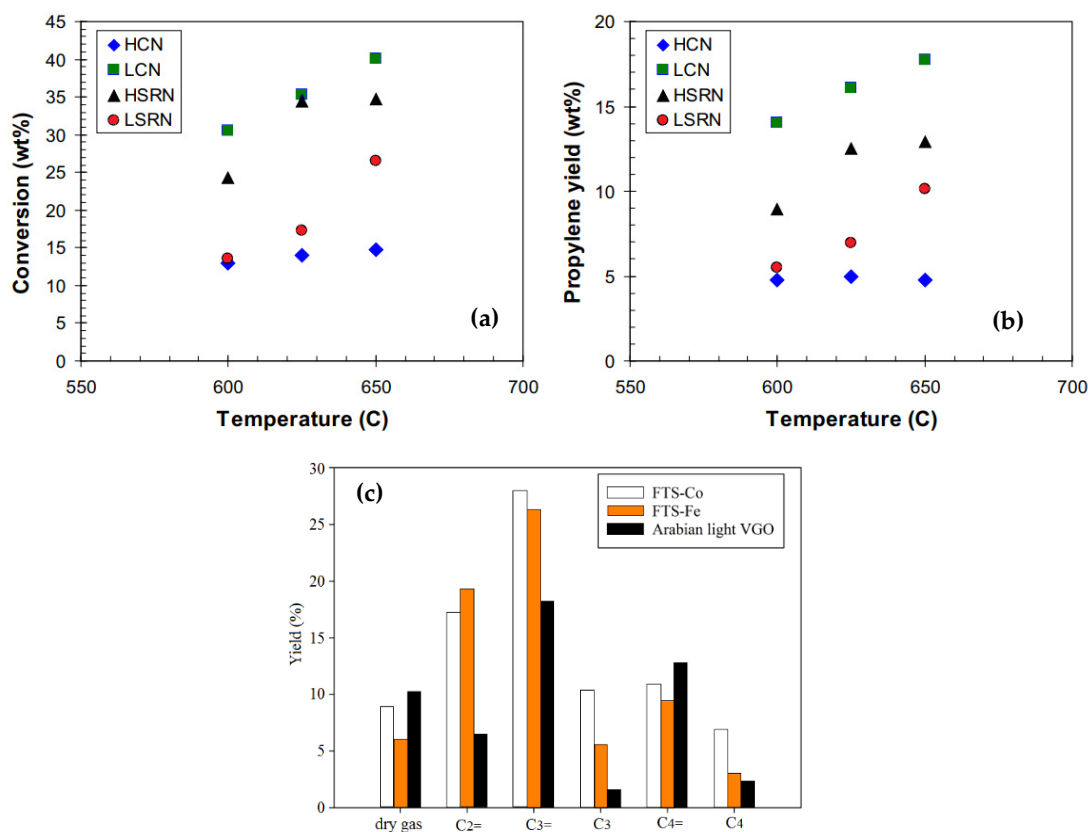 45
40
35
30
25
20
15
10
5
0
Conversion (wt%)
HCN
LCN
HSRN
LSRN
(a)
550
600
650
700
Temperature (C)
20
15
10
5
0
Propylene yield (wt%)
HCN
LCN
HSRN
LSRN
(b)
550
600
650
700
Temperature (C)
30
25
20
15
10
5
0
Yield (%)
(c)
FTS-Co
FTS-Fe
Arabian light VGO
dry gas
C2=
C3=
C3
C4=
C4